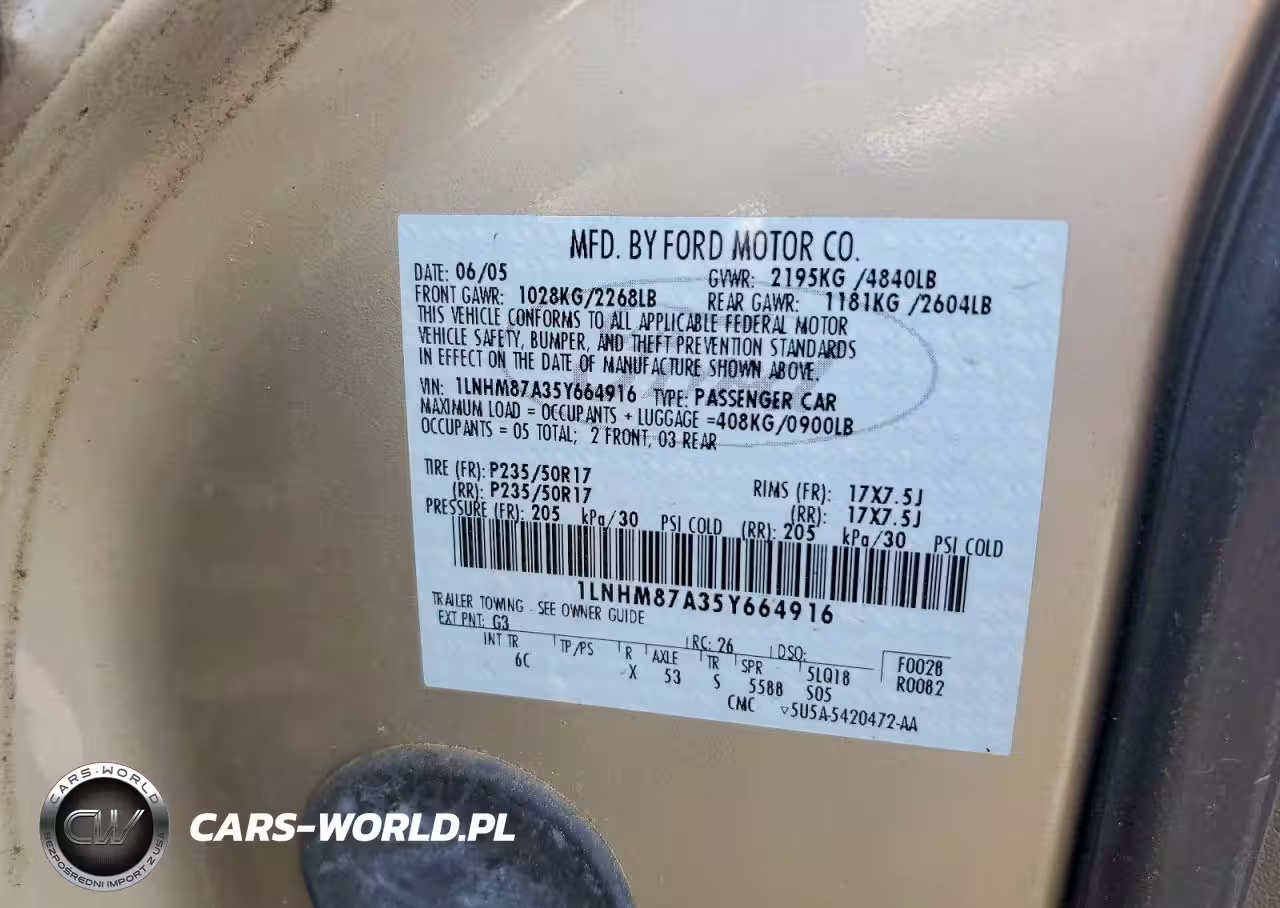 MFD. BY FORD MOTOR CO.
DATE: 06/05 GVWR: 2195KG /4840LB
FRONT GAWR: 1028KG/2268LB REAR GAWR: 1181KG /2604LB
THIS VEHICLE CONFORMS TO ALL APPLICABLE FEDERAL MOTOR
VEHICLE SAFETY, BUMPER, AND THEFT PREVENTION STANDARDS
IN EFFECT ON THE DATE OF MANUFACTURE SHOWN ABOVE.
VIN: 1LNHM87A35Y664916 TYPE: PASSENGER CAR
MAXIMUM LOAD = OCCUPANTS + LUGGAGE =408KG/0900LB
OCCUPANTS = 05 TOTAL; 2 FRONT, 03 REAR
TIRE (FR): P235/50R17 RIMS (FR): 17X7.5J
(RR): P235/50R17 (RR): 17X7.5J
PRESSURE (FR): 205 kPa/30 PSI COLD (RR): 205 kPa/30 PSI COLD
1LNHM87A35Y664916
TRAILER TOWING - SEE OWNER GUIDE
EXT PNT: G3 RC: 26 DSO: F0028
INT TR TP/PS R AXLE TR SPR 5LQ18 R0082
6C X 53 S 5588 S05
CMC ▿5U5A-5420472-AA
CARS-WORLD
CW
BEZPOŚREDNI IMPORT Z USA
CARS-WORLD.PL